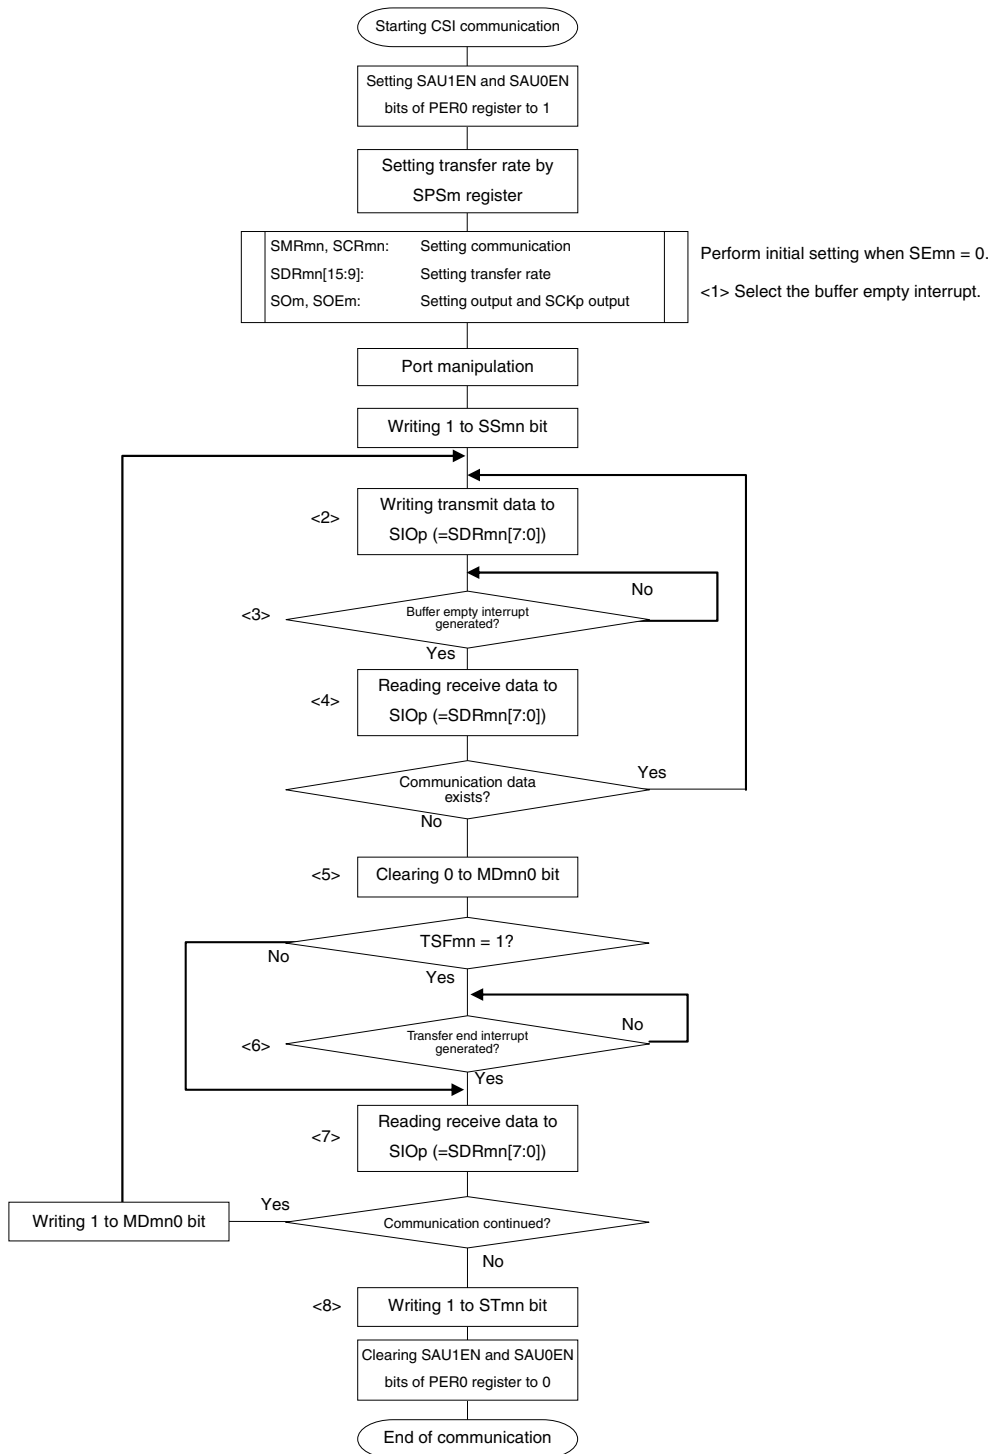 Starting CSI communication
Setting SAU1EN and SAU0EN
bits of PER0 register to 1
Setting transfer rate by
SPSm register
SMRmn, SCRmn: Setting communication
SDRmn[15:9]: Setting transfer rate
SOm, SOEm: Setting output and SCKp output
Perform initial setting when SEmn = 0.
<1> Select the buffer empty interrupt.
Port manipulation
Writing 1 to SSmn bit
<2>
Writing transmit data to
SIOp (=SDRmn[7:0])
No
<3>
Buffer empty interrupt
generated?
Yes
<4>
Reading receive data to
SIOp (=SDRmn[7:0])
Yes
Communication data
exists?
No
<5>
Clearing 0 to MDmn0 bit
TSFmn = 1?
No
Yes
No
<6>
Transfer end interrupt
generated?
Yes
<7>
Reading receive data to
SIOp (=SDRmn[7:0])
Yes
Writing 1 to MDmn0 bit
Communication continued?
No
<8>
Writing 1 to STmn bit
Clearing SAU1EN and SAU0EN
bits of PER0 register to 0
End of communication